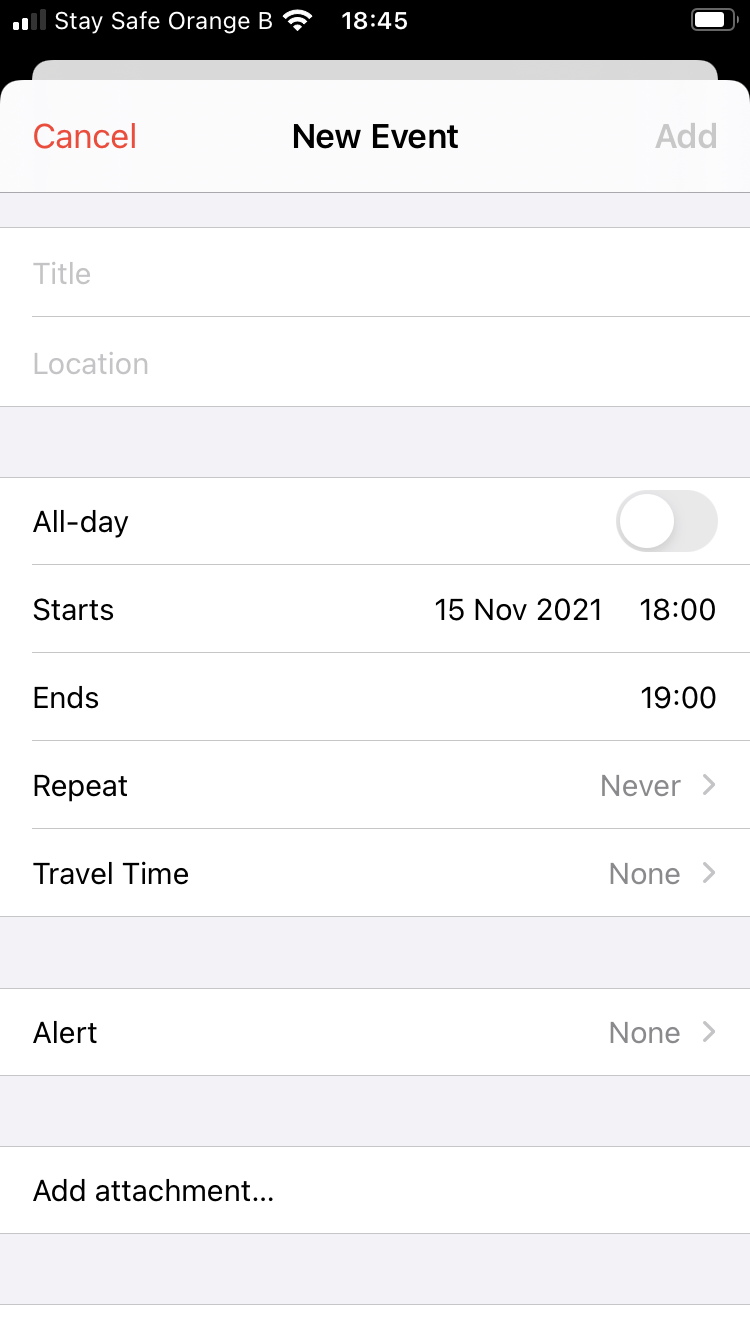 Stay Safe Orange B 18:45
Cancel New Event Add
Title
Location
All-day
Starts 15 Nov 2021 18:00
Ends 19:00
Repeat Never
Travel Time None
Alert None
Add attachment...